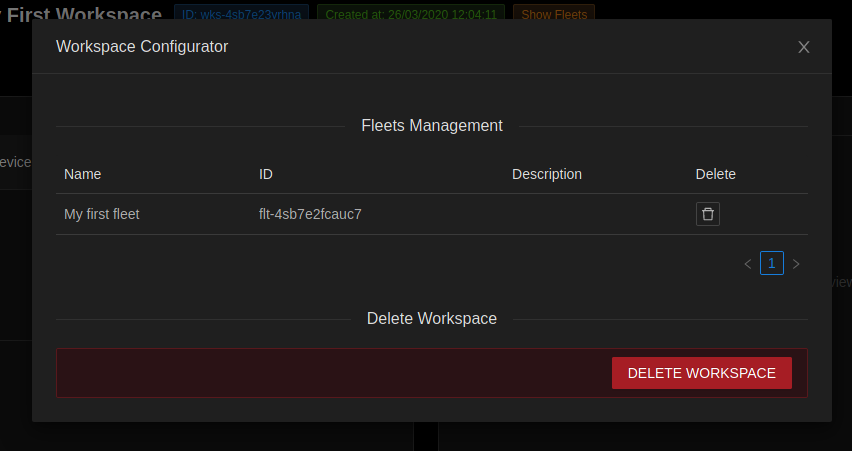 First Workspace ID: wks-4sb7e23vrhna Created at: 26/03/2020 12:04:11 Show Fleets
Workspace Configurator
Fleets Management
evice
Name ID Description Delete
My first fleet flt-4sb7e2fcauc7
1
view
Delete Workspace
DELETE WORKSPACE